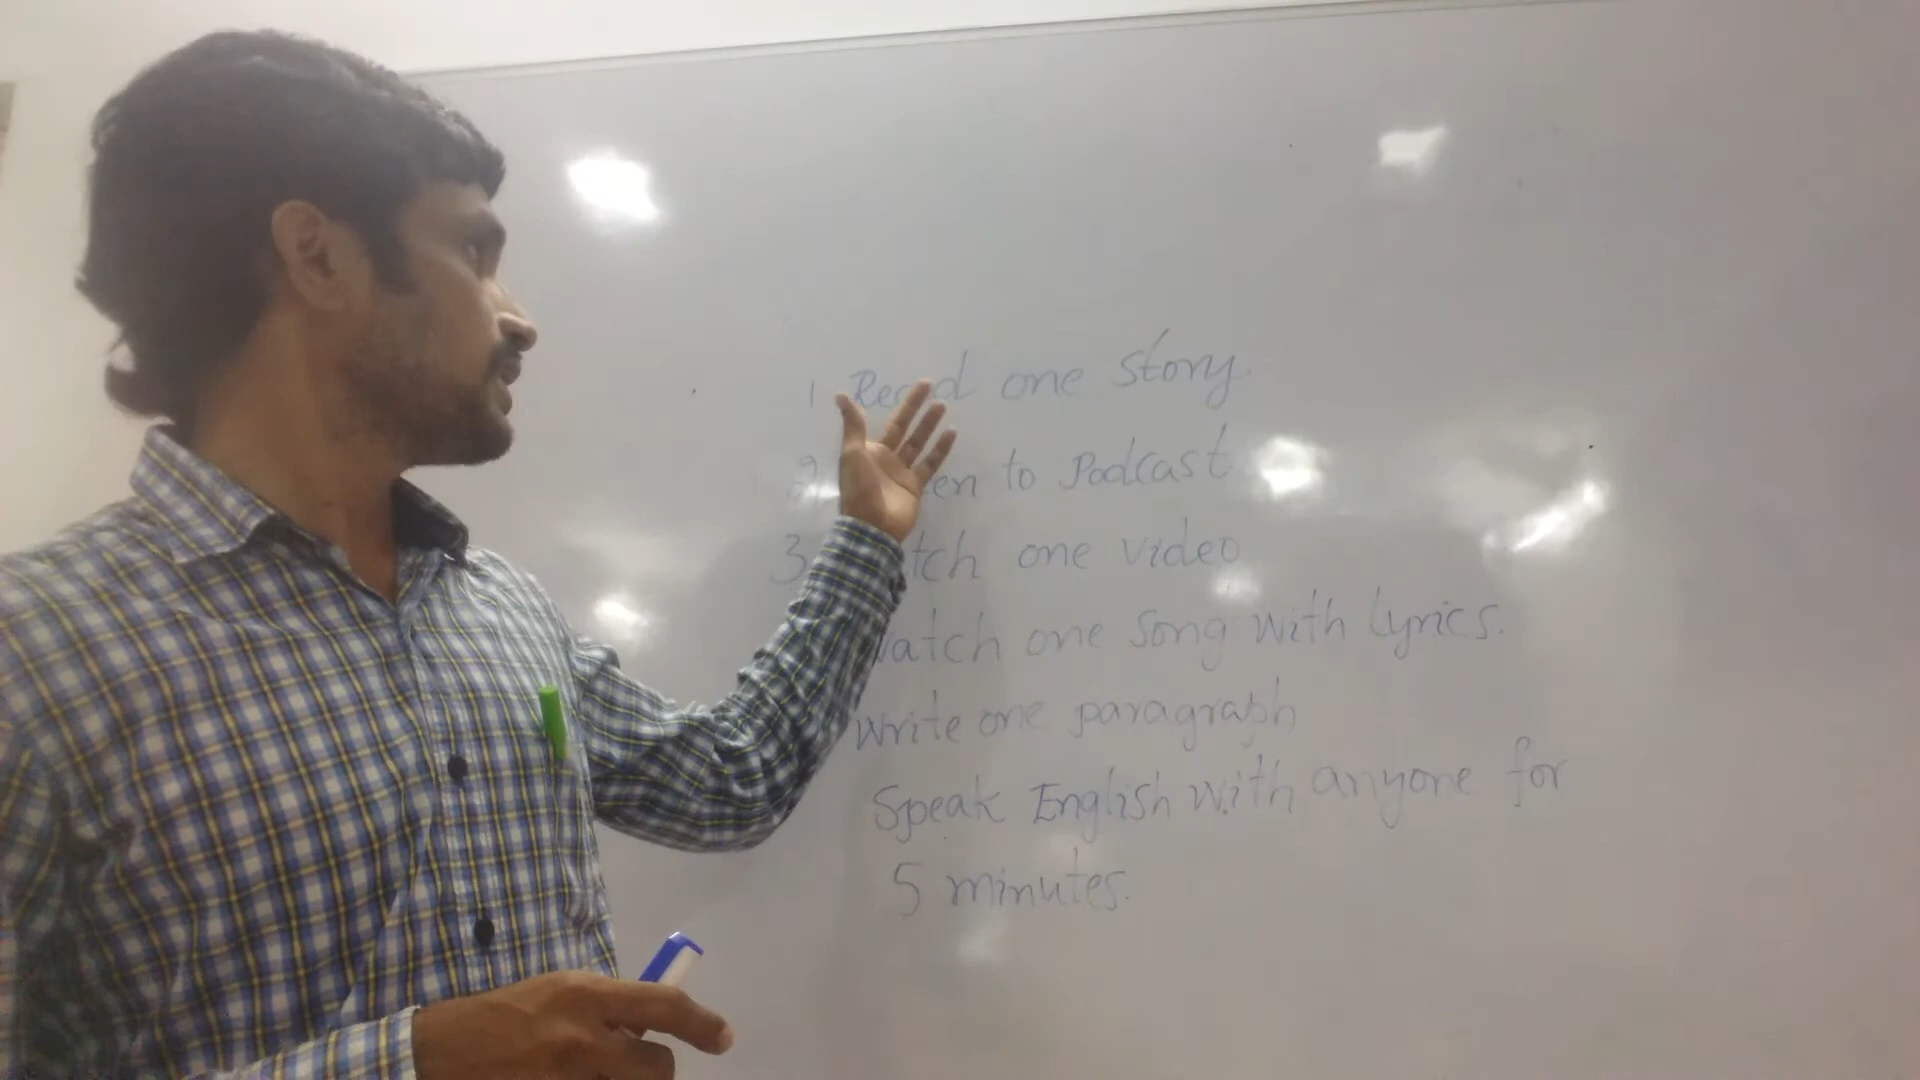 1 Read one story.
2 to Podcast
3 one video
Watch one song with Lyrics.
Write one paragraph
Speak English with anyone for
5 minutes.